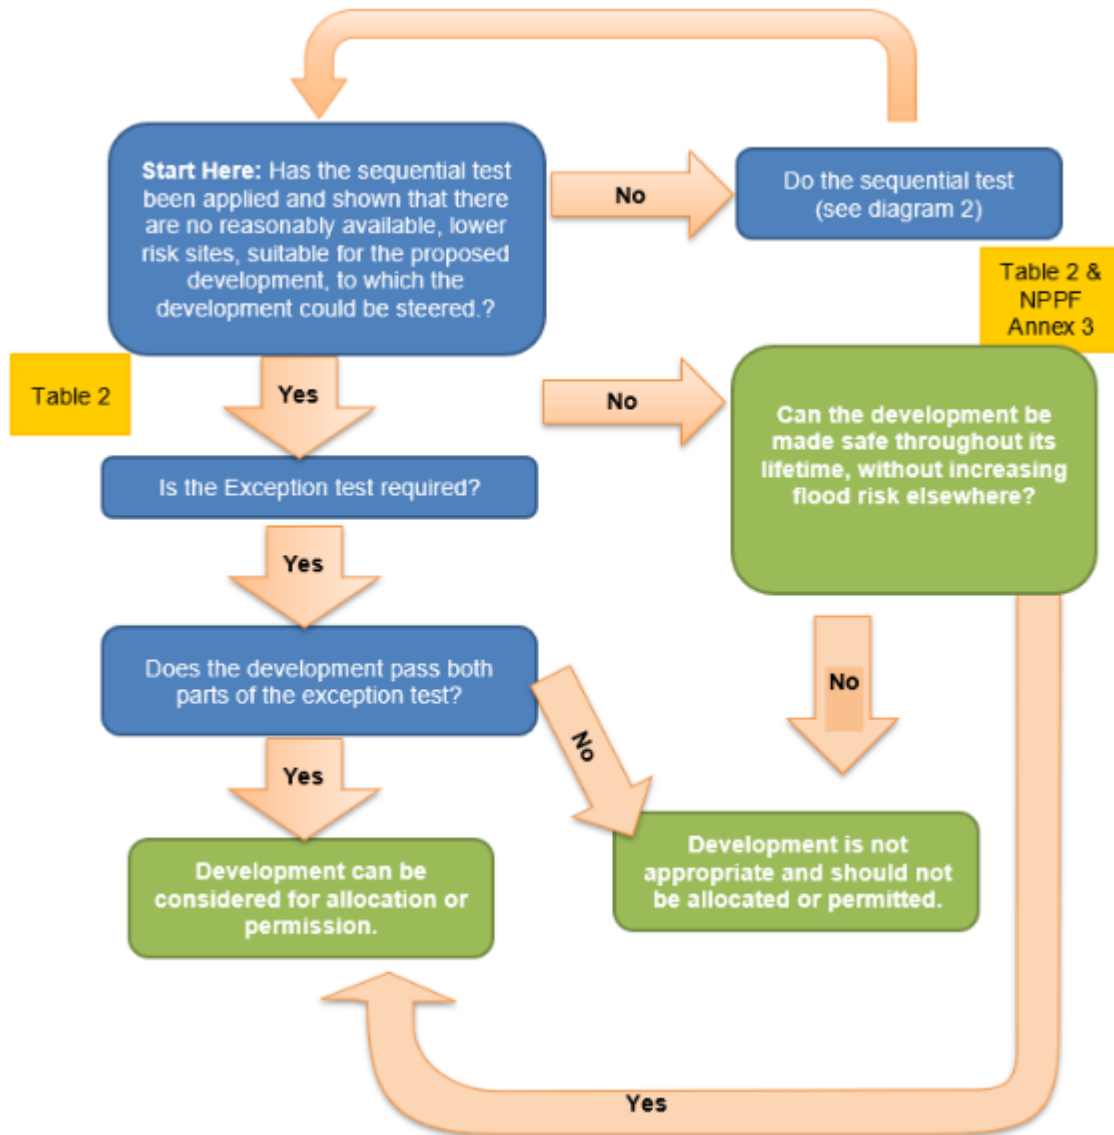 Start Here: Has the sequential test
been applied and shown that there
are no reasonably available, lower
risk sites, suitable for the proposed
development, to which the
development could be steered.?
No
Do the sequential test
(see diagram 2)
Table 2 &
NPPF
Annex 3
Table 2
Yes
No
Can the development be
made safe throughout its
lifetime, without increasing
flood risk elsewhere?
Is the Exception test required?
Yes
Does the development pass both
parts of the exception test?
No
No
Yes
Development can be
considered for allocation or
permission.
Development is not
appropriate and should not
be allocated or permitted.
Yes